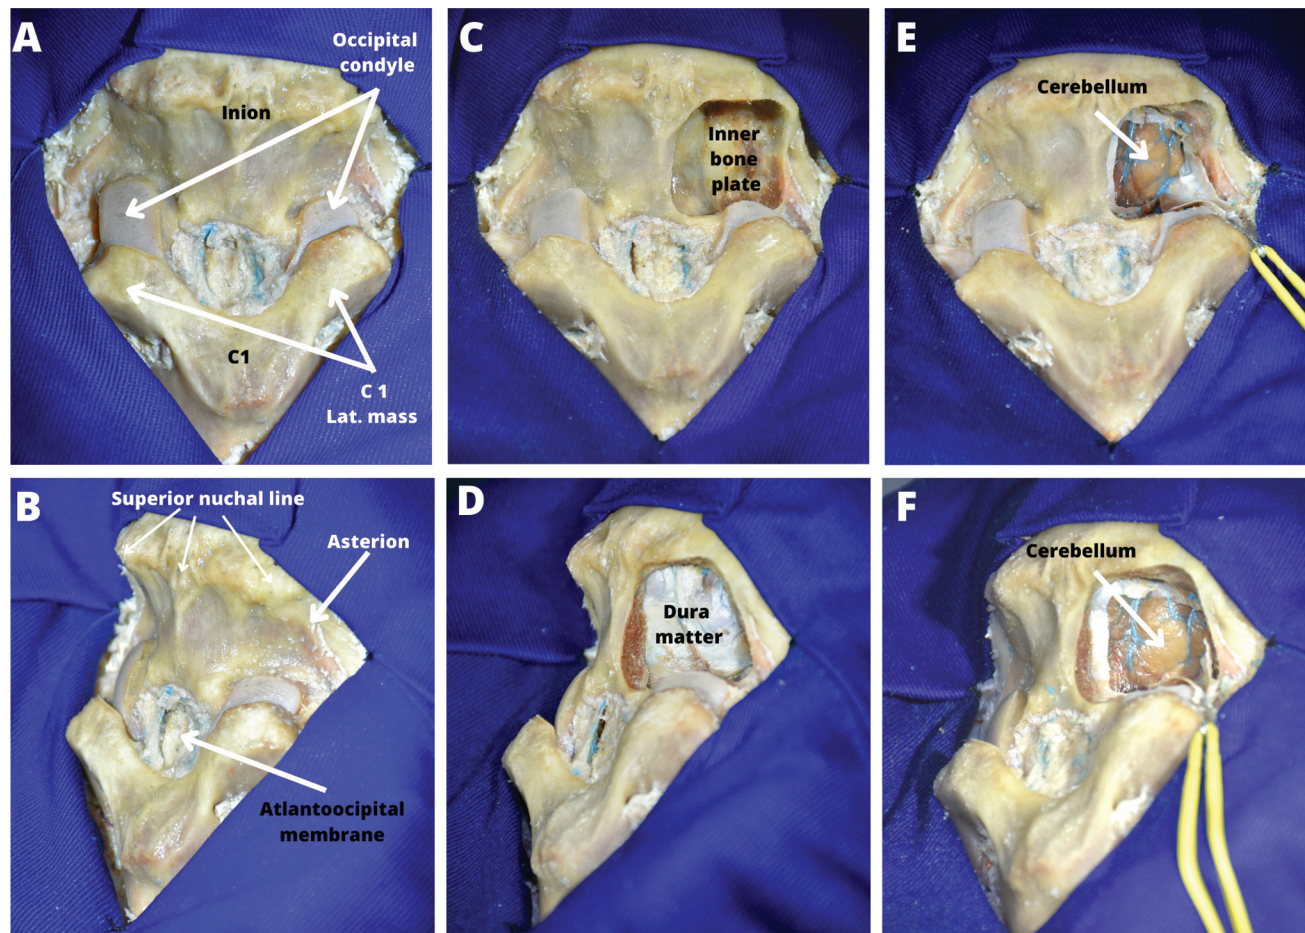 A
Occipital
condyle
Inion
C1
C 1
Lat. mass
C
Inner
bone
plate
E
Cerebellum
B
Superior nuchal line
Asterion
Atlantoocipital
membrane
D
Dura
matter
F
Cerebellum